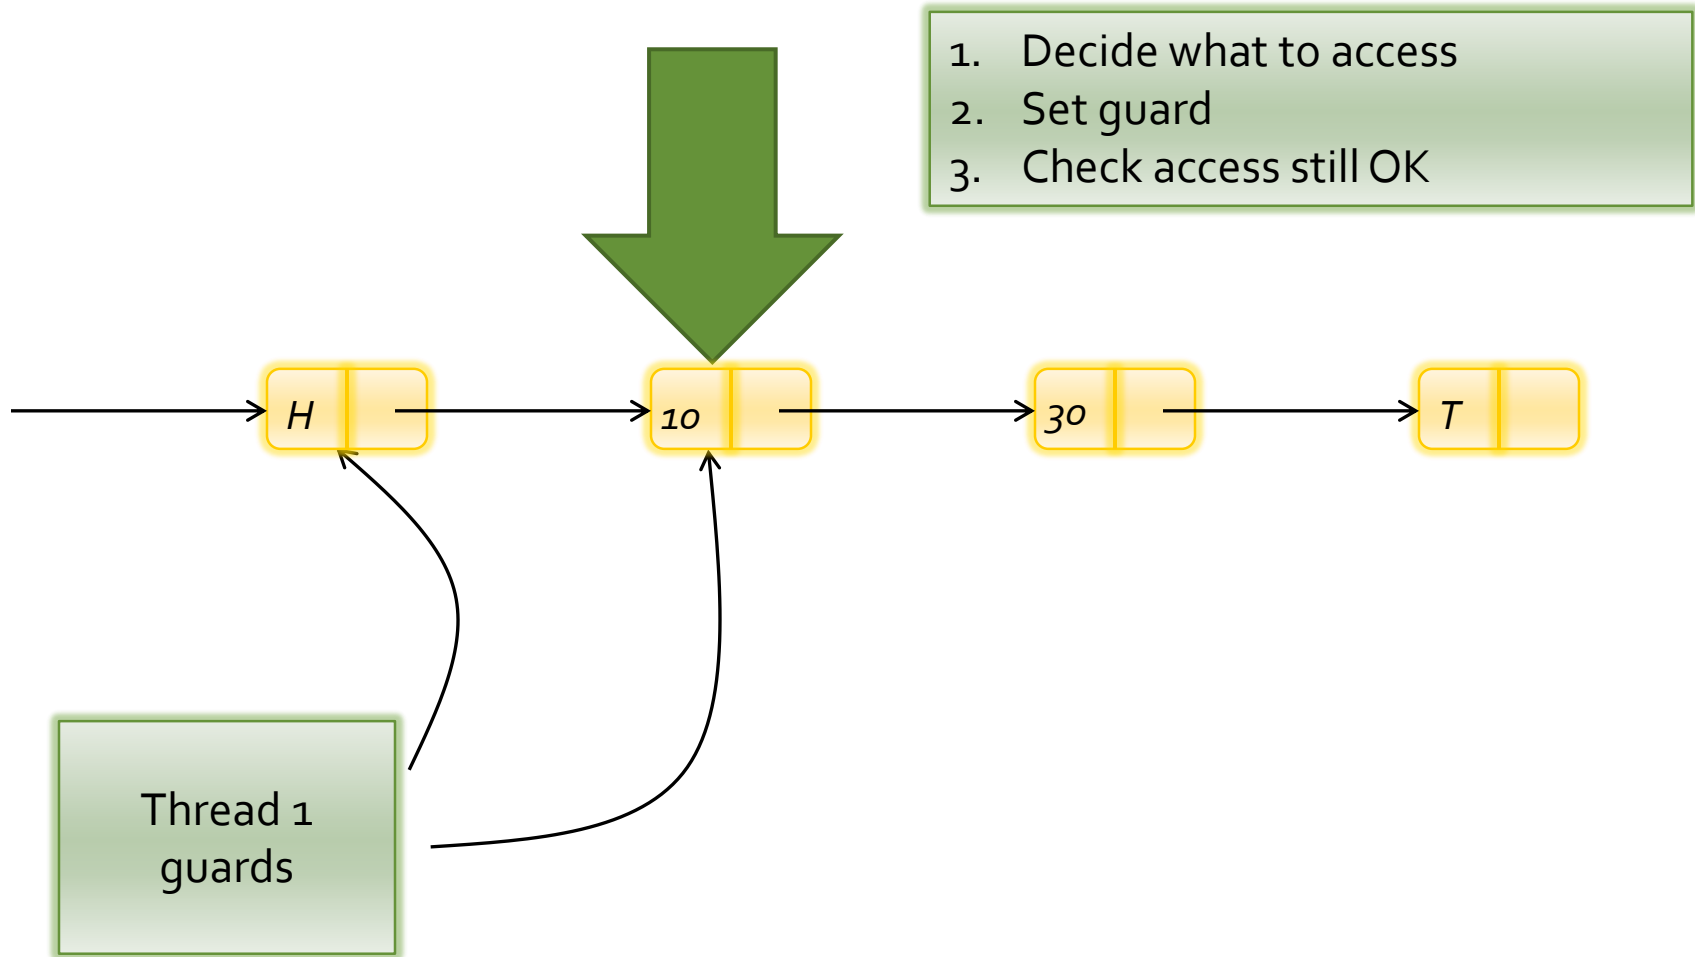 1. Decide what to access
2. Set guard
3. Check access still OK
H
10
30
T
Thread 1
guards